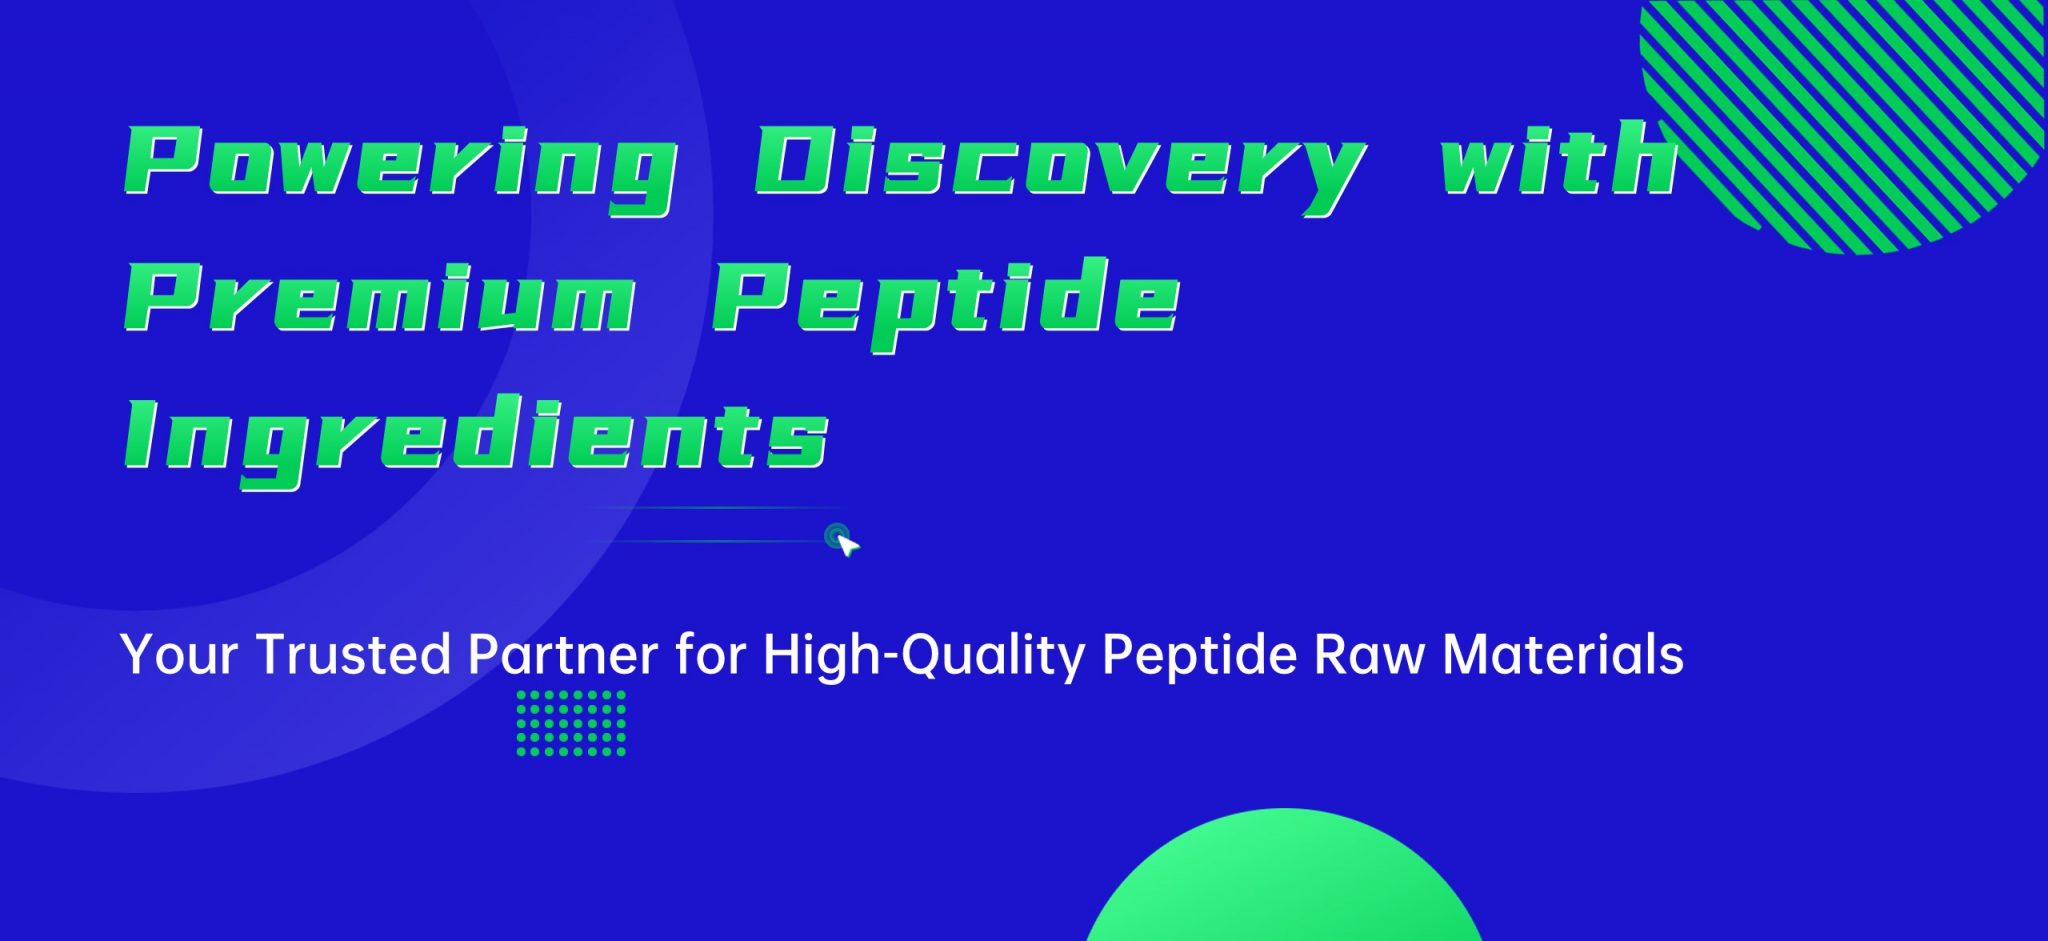 Powering Discovery with
Premium Peptide
Ingredients
Your Trusted Partner for High-Quality Peptide Raw Materials